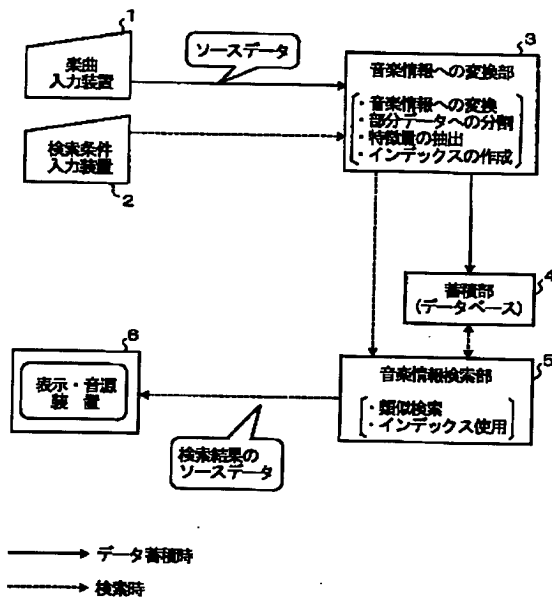 1
楽曲
入力装置
ソースデータ
検索条件
入力装置
2
3
音楽情報への変換部
・音楽情報への変換
・部分データへの分割
・特徴量の抽出
・インデックスの作成
蓄積部
(データベース)
4
音楽情報検索部
・類似検索
・インデックス使用
5
6
表示・音源
装 置
検索結果の
ソースデータ
データ蓄積時
検索時